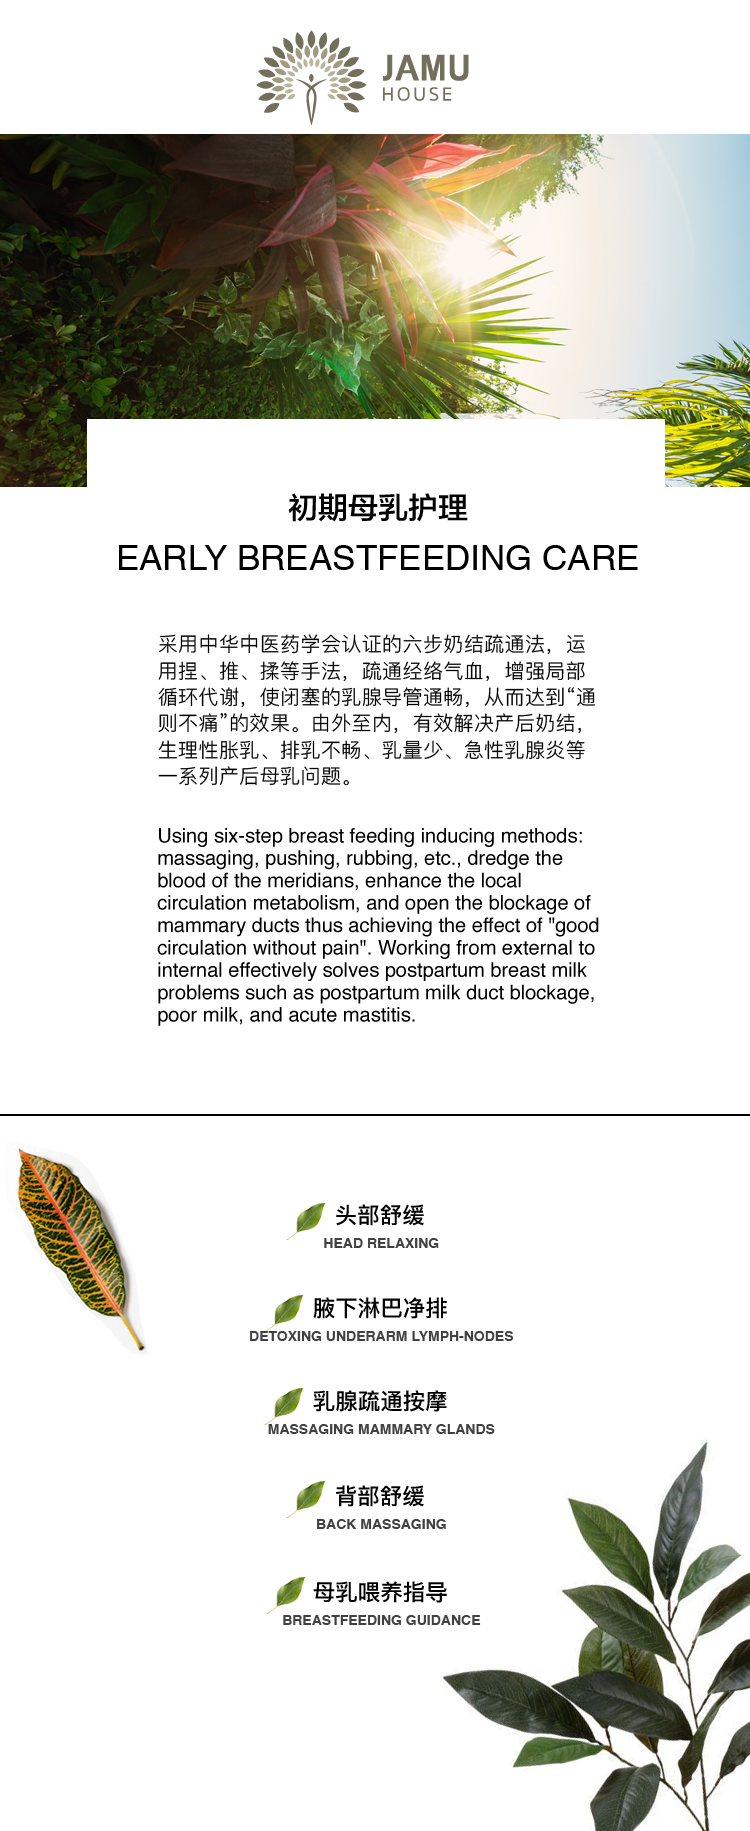 JAMU
HOUSE
初期母乳护理
EARLY BREASTFEEDING CARE
采用中华中医药学会认证的六步奶结疏通法，运
用捏、推、揉等手法，疏通经络气血，增强局部
循环代谢，使闭塞的乳腺导管通畅，从而达到“通
则不痛”的效果。由外至内，有效解决产后奶结，
生理性胀乳、排乳不畅、乳量少、急性乳腺炎等
一系列产后母乳问题。
Using six-step breast feeding inducing methods:
massaging, pushing, rubbing, etc., dredge the
blood of the meridians, enhance the local
circulation metabolism, and open the blockage of
mammary ducts thus achieving the effect of "good
circulation without pain". Working from external to
internal effectively solves postpartum breast milk
problems such as postpartum milk duct blockage,
poor milk, and acute mastitis.
头部舒缓
HEAD RELAXING
腋下淋巴净排
DETOXING UNDERARM LYMPH-NODES
乳腺疏通按摩
MASSAGING MAMMARY GLANDS
背部舒缓
BACK MASSAGING
母乳喂养指导
BREASTFEEDING GUIDANCE